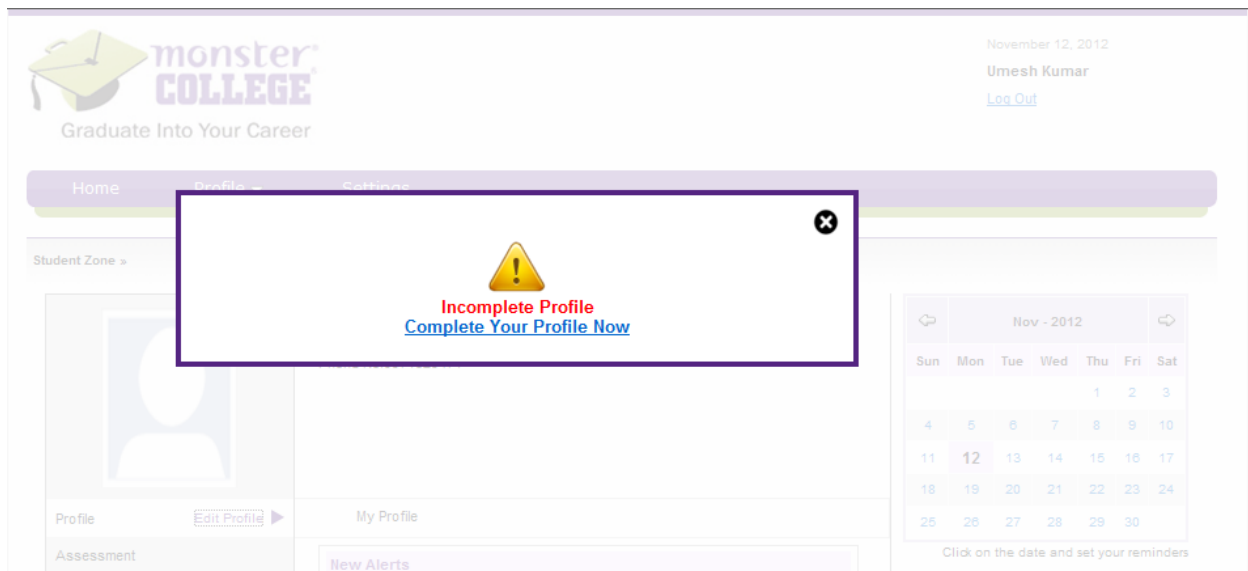 monster®
COLLEGE®
Graduate Into Your Career
November 12, 2012
Umesh Kumar
Log Out
Home Profile Settings
Student Zone »
Incomplete Profile
Complete Your Profile Now
Nov - 2012
Sun Mon Tue Wed Thu Fri Sat
1 2 3
4 5 6 7 8 9 10
11 12 13 14 15 16 17
18 19 20 21 22 23 24
25 26 27 28 29 30
Click on the date and set your reminders
Profile Edit Profile
My Profile
Assessment
New Alerts